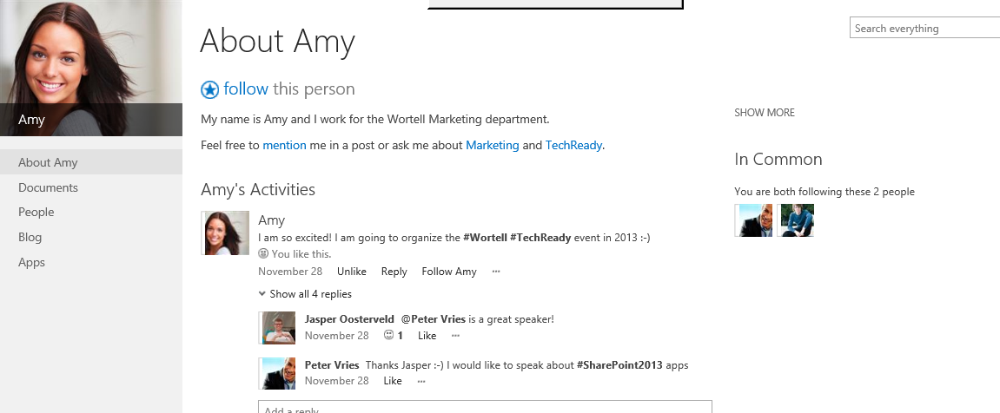 About Amy
Search everything
follow this person
Amy
My name is Amy and I work for the Wortell Marketing department.
SHOW MORE
Feel free to mention me in a post or ask me about Marketing and TechReady.
About Amy
Documents
People
Blog
Apps
In Common
You are both following these 2 people
Amy's Activities
Amy
I am so excited! I am going to organize the #Wortell #TechReady event in 2013 :-)
You like this.
November 28 Unlike Reply Follow Amy ...
Show all 4 replies
Jasper Oosterveld @Peter Vries is a great speaker!
November 28 1 Like ...
Peter Vries Thanks Jasper :-) I would like to speak about #SharePoint2013 apps
November 28 Like ...
Add a reply